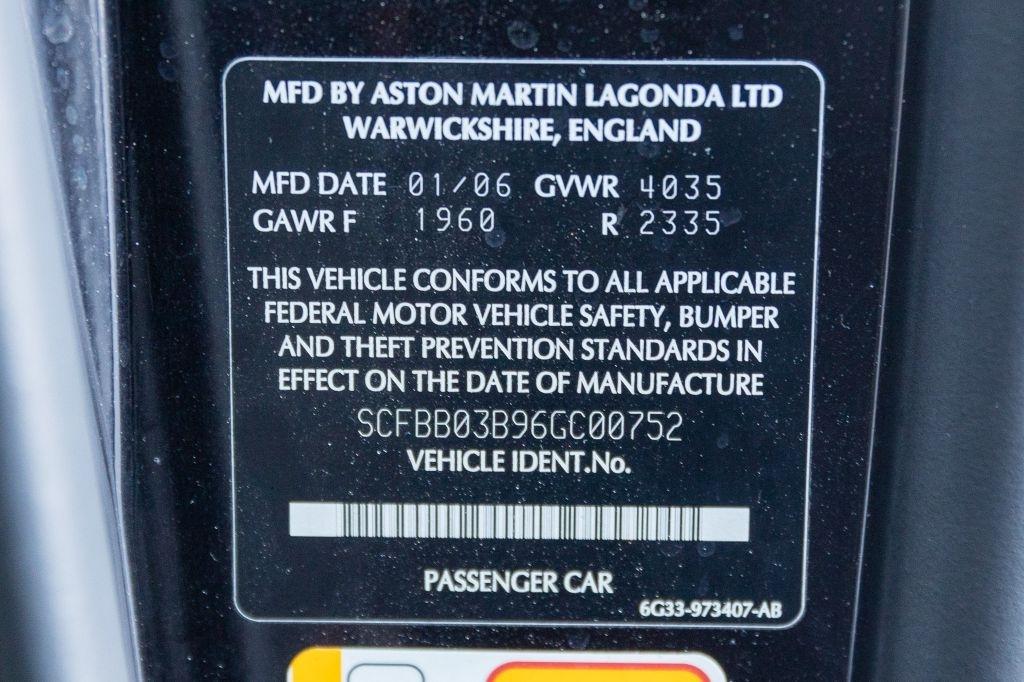 MFD BY ASTON MARTIN LAGONDA LTD
WARWICKSHIRE, ENGLAND
MFD DATE 01/06 GVWR 4035
GAWR F 1960 R 2335
THIS VEHICLE CONFORMS TO ALL APPLICABLE
FEDERAL MOTOR VEHICLE SAFETY, BUMPER
AND THEFT PREVENTION STANDARDS IN
EFFECT ON THE DATE OF MANUFACTURE
SCFBB03B96GC00752
VEHICLE IDENT.No.
PASSENGER CAR
6G33-973407-AB